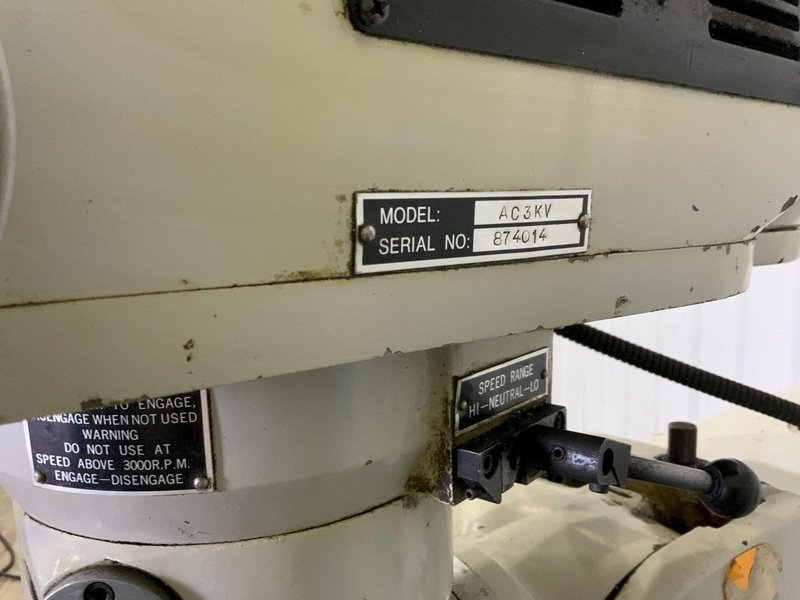 MODEL: AC3KV
SERIAL NO: 874014
SPEED RANGE
HI-NEUTRAL-LO
TO ENGAGE,
WHEN NOT USED
WARNING
DO NOT USE AT
SPEED ABOVE 3000R.P.M.
ENGAGE-DISENGAGE